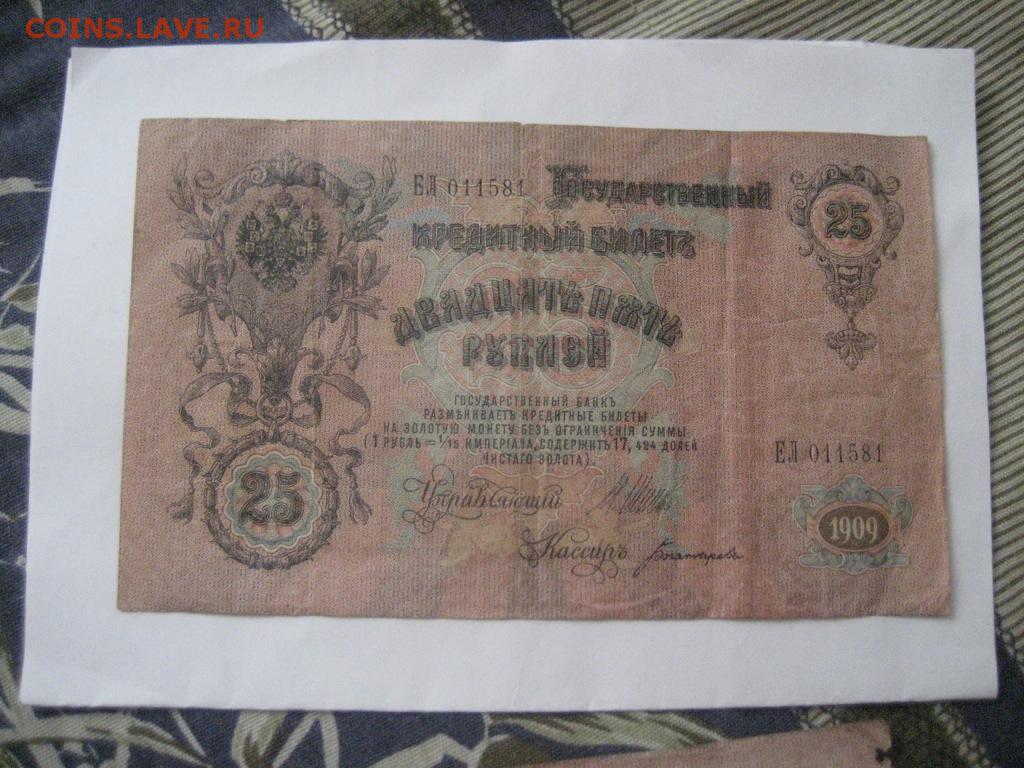 COINS.LAVE.RU
ЕЛ 011581 ГОСУДАРСТВЕННЫЙ
КРЕДИТНЫЙ БИЛЕТЪ
25
ДВАДЦАТЬ ПЯТЬ
РУБЛЕЙ
ГОСУДАРСТВЕННЫЙ БАНКЪ
РАЗМѢНИВАЕТЪ КРЕДИТНЫЕ БИЛЕТЫ
НА ЗОЛОТУЮ МОНЕТУ БЕЗЪ ОГРАНИЧЕНІЯ СУММЫ
(1 РУБЛЬ = 1/15 ИМПЕРІАЛА, СОДЕРЖИТЪ 17, 424 ДОЛЕЙ
ЧИСТАГО ЗОЛОТА).
ЕЛ 011581
25
Управляющій
Кассиръ
1909